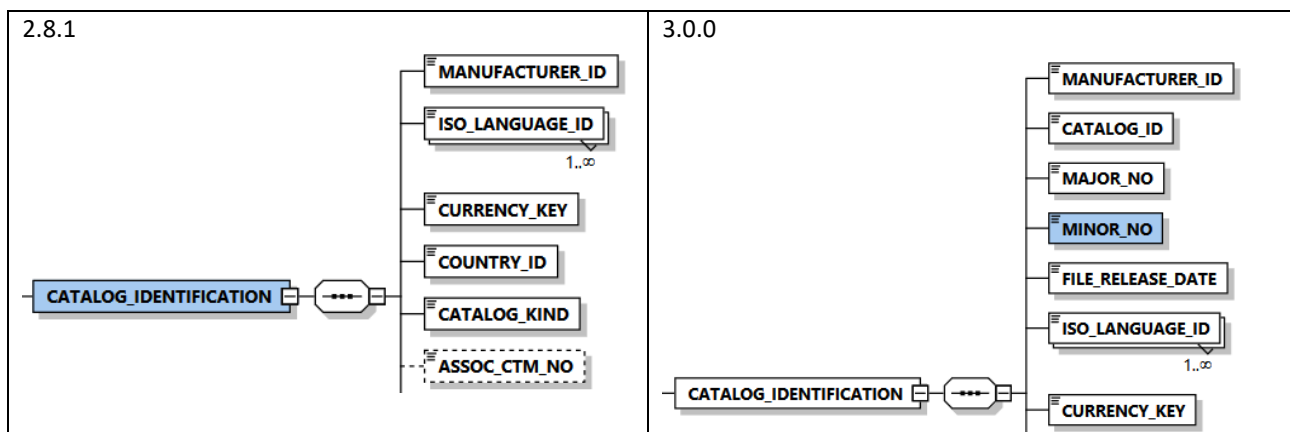 2.8.1
MANUFACTURER_ID
ISO_LANGUAGE_ID
1..∞
CURRENCY_KEY
COUNTRY_ID
CATALOG_IDENTIFICATION
CATALOG_KIND
ASSOC_CTM_NO
3.0.0
MANUFACTURER_ID
CATALOG_ID
MAJOR_NO
MINOR_NO
FILE_RELEASE_DATE
ISO_LANGUAGE_ID
1..∞
CATALOG_IDENTIFICATION
CURRENCY_KEY